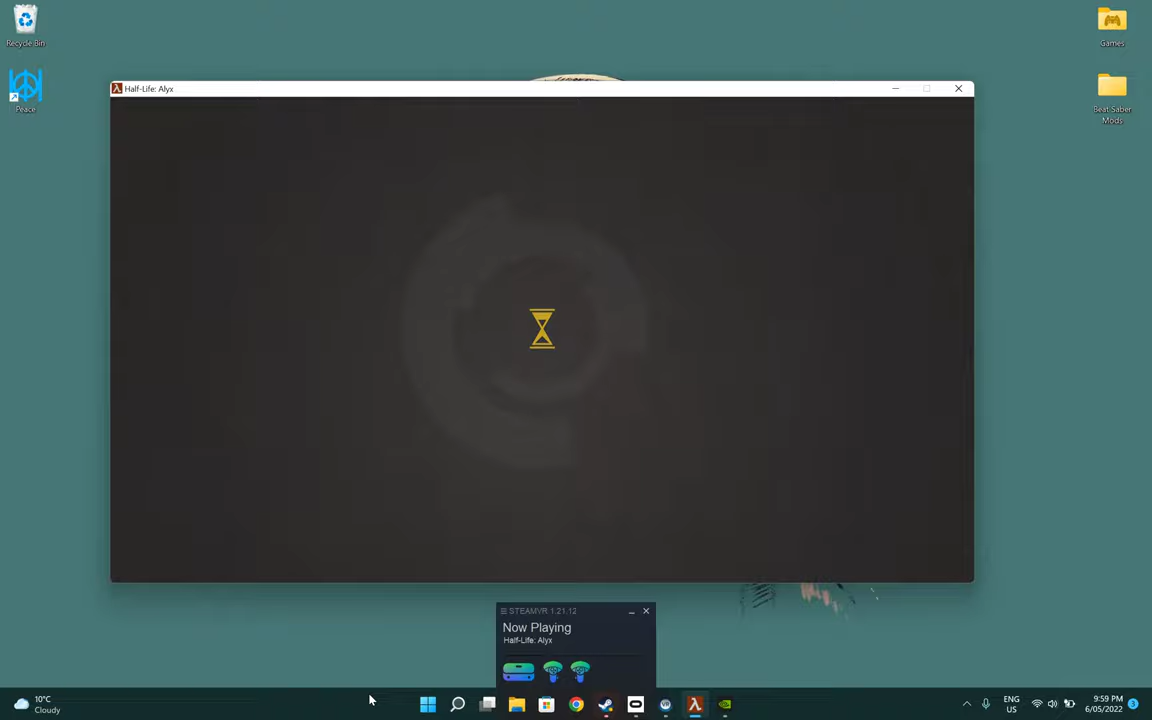 Recycle Bin
Peace
Games
Beat Saber
Mods
Half-Life: Alyx
STEAMVR 1.21.12
Now Playing
Half-Life: Alyx
10°C
Cloudy
ENG
US
9:59 PM
6/05/2022
3